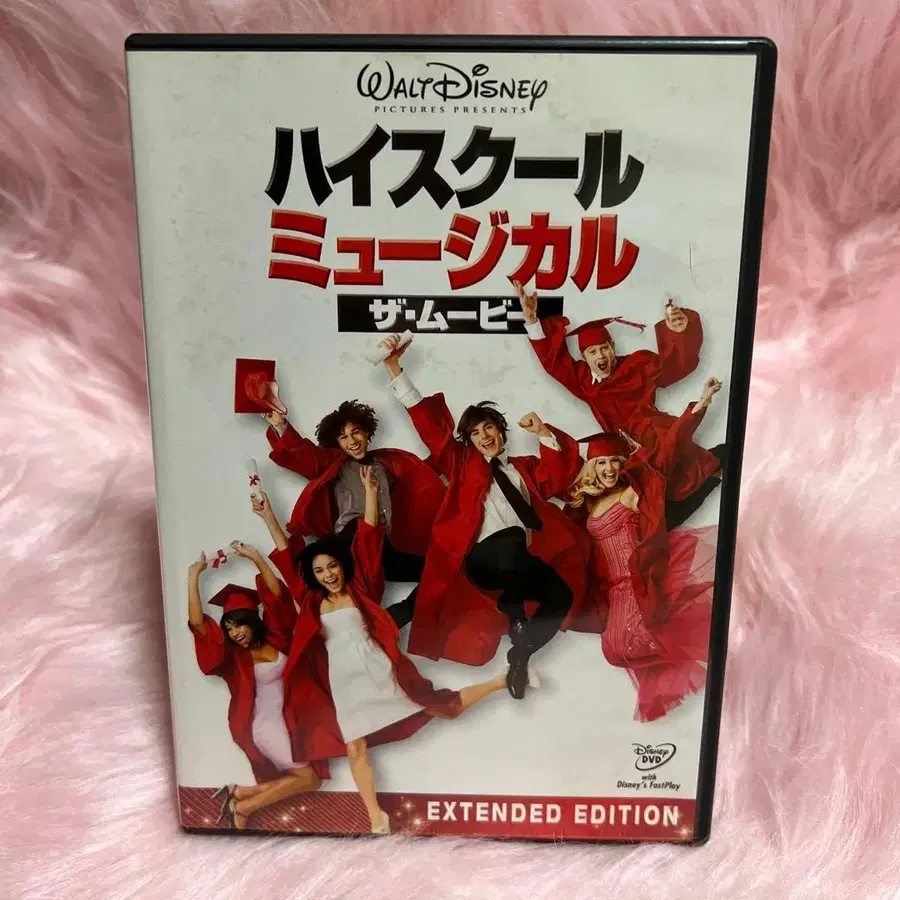 WALT DISNEY
PICTURES PRESENTS
ハイスクール
ミュージカル
ザ・ムービー
DISNEY
DVD
with
Disney's FastPlay
EXTENDED EDITION